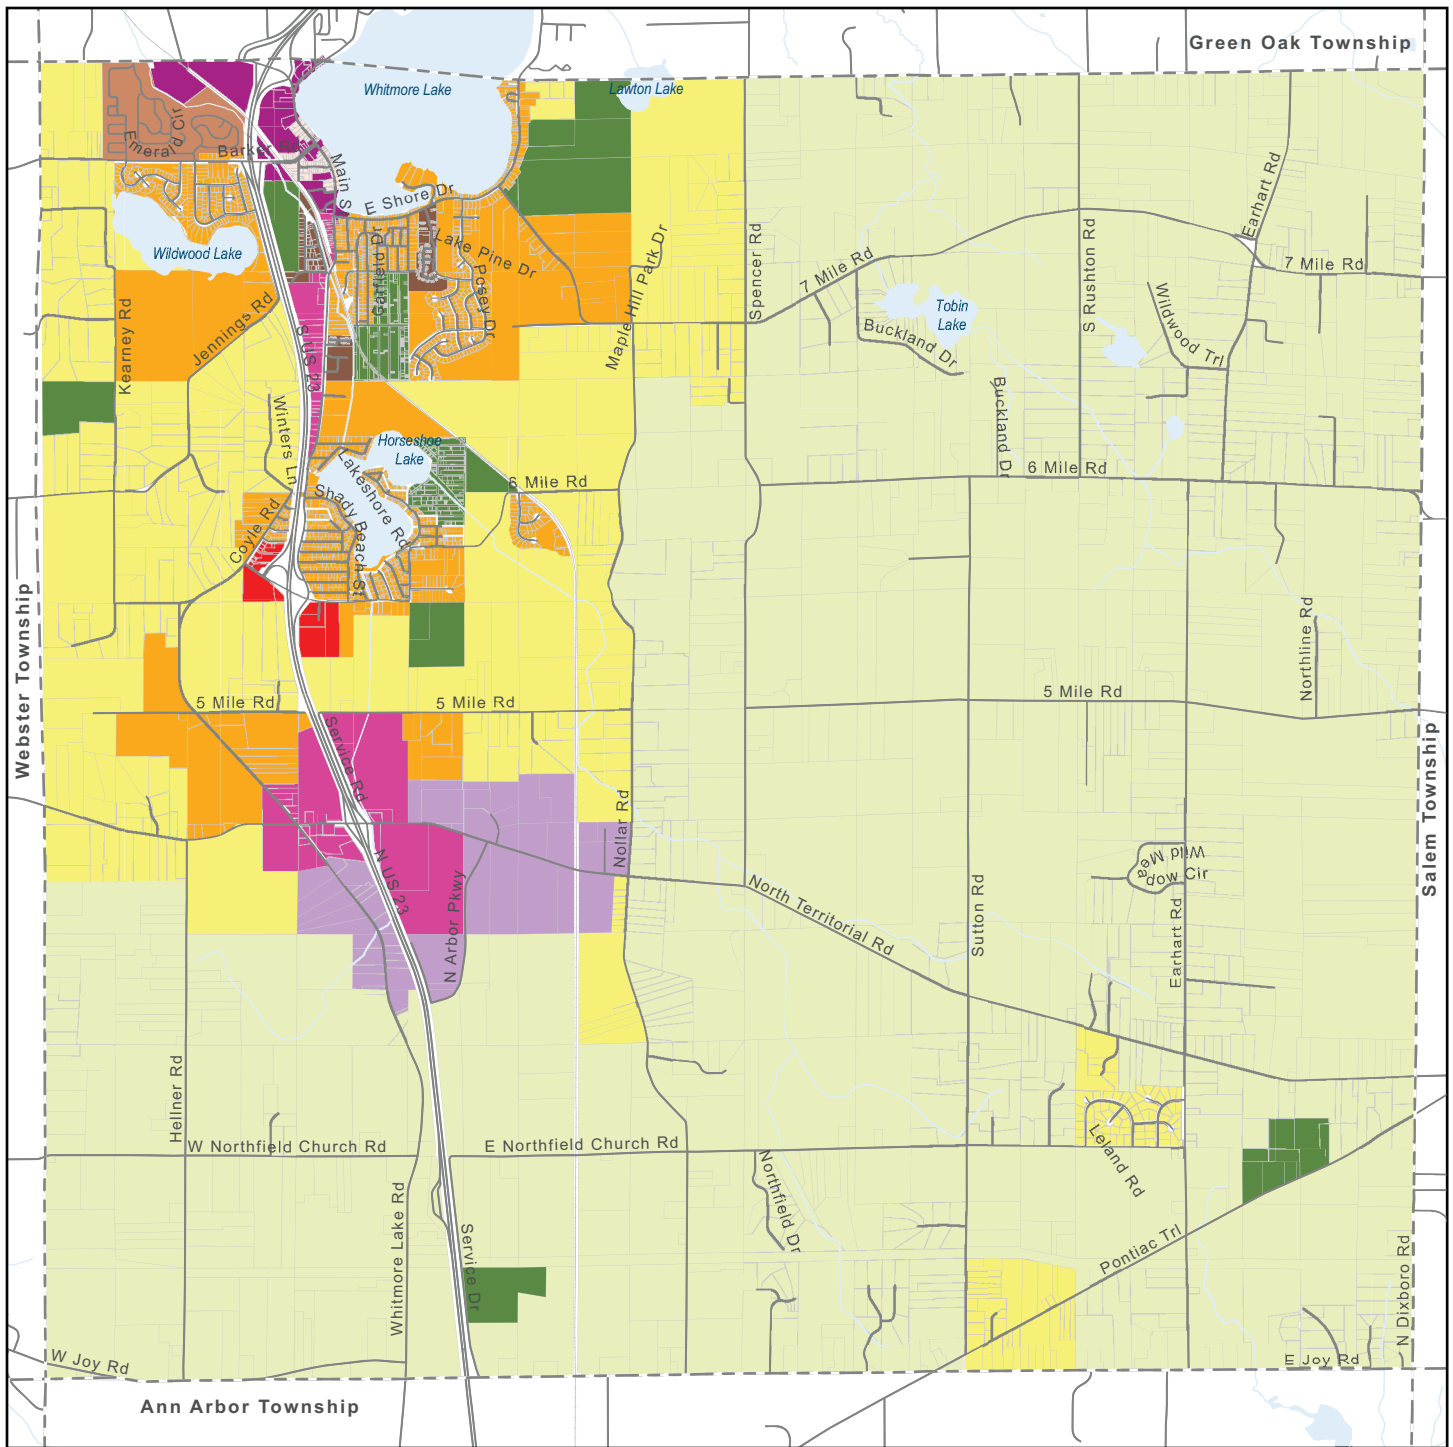 Green Oak Township
Whitmore Lake
Lawton Lake
Emerald Cir
Barker Rd
Main S
E Shore Dr
Earhart Rd
Wildwood Lake
Lake Pine Dr
Posey Dr
Garfield Dr
Maple Hill Park Dr
Spencer Rd
7 Mile Rd
S Rushton Rd
7 Mile Rd
Tobin
Lake
Buckland Dr
Wildwood Trl
Kearney Rd
Jennings Rd
S US 23
Winters Ln
Buckland Dr
Horseshoe
Lake
6 Mile Rd
6 Mile Rd
Lakeshore Rd
Shady Beach St
Coyle Rd
Webster Township
Northline Rd
5 Mile Rd
5 Mile Rd
5 Mile Rd
Service Rd
Salem Township
Nollar Rd
N US 23
N Arbor Pkwy
North Territorial Rd
Sutton Rd
Wild Mea
dow Cir
Earhart Rd
Hellner Rd
W Northfield Church Rd
E Northfield Church Rd
Leland Rd
Northfield Dr
Whitmore Lake Rd
Service Dr
Pontiac Trl
N Dixboro Rd
W Joy Rd
E Joy Rd
Ann Arbor Township